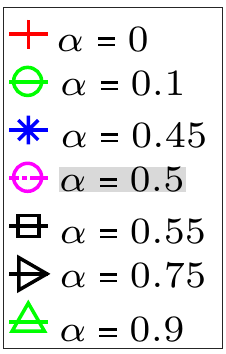 α = 0
α = 0.1
α = 0.45
α = 0.5
α = 0.55
α = 0.75
α = 0.9